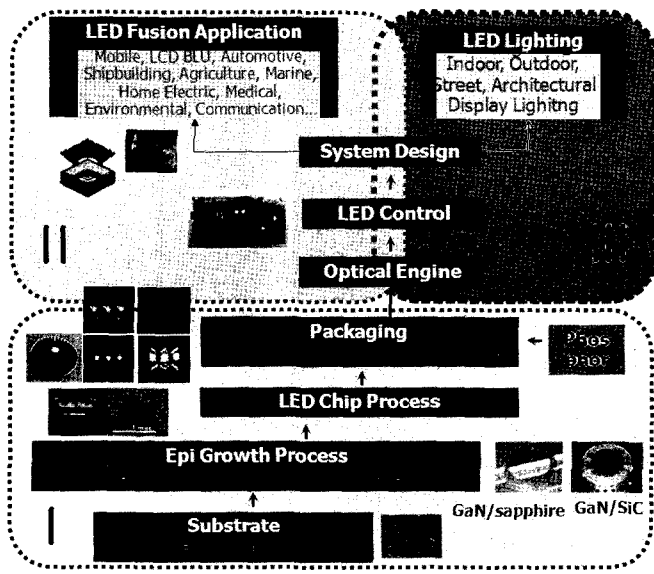 LED Fusion Application
Mobile, LCD BLU, Automotive,
Shipbuilding, Agriculture, Marine,
Home Electric, Medical,
Environmental, Communication...
LED Lighting
Indoor, Outdoor,
Street, Architectural
Display Lighitng
System Design
LED Control
II
III
Optical Engine
Packaging
Phos
phor
LED Chip Process
Epi Growth Process
GaN/sapphire
GaN/SiC
I
Substrate